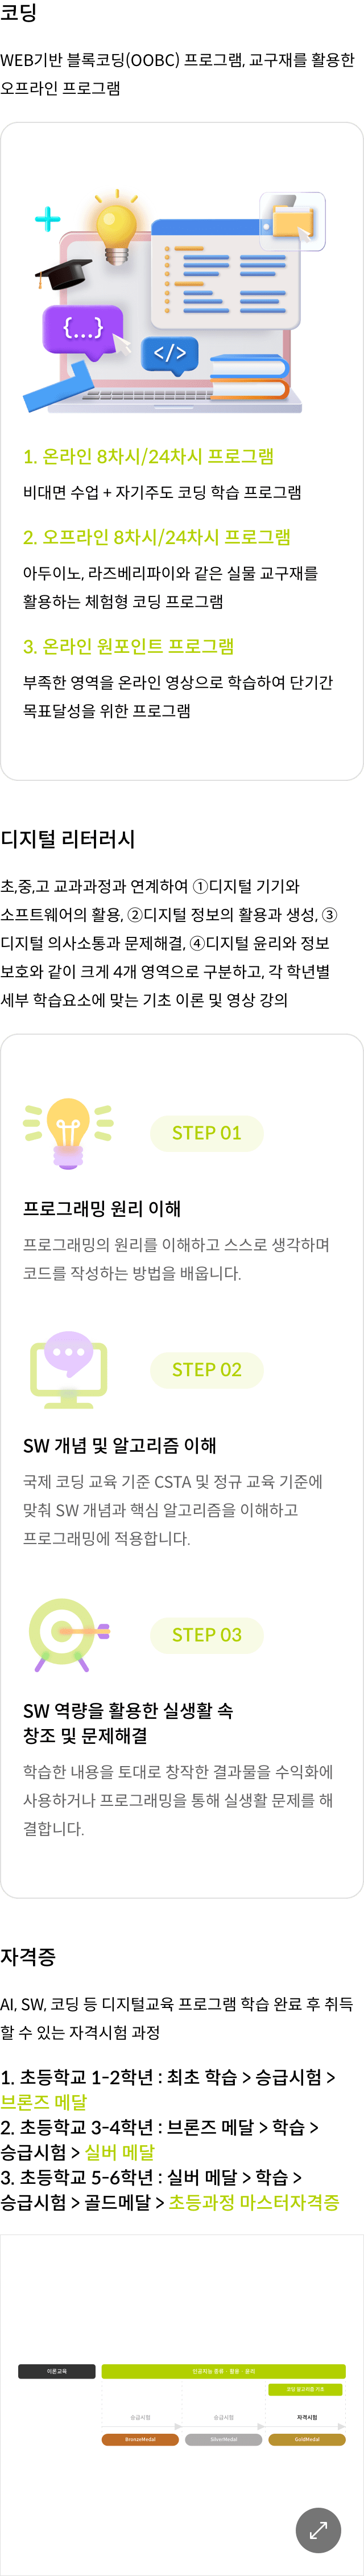 코딩
WEB기반 블록코딩(OOBC) 프로그램, 교구재를 활용한
오프라인 프로그램
{...}
</>
1. 온라인 8차시/24차시 프로그램
비대면 수업 + 자기주도 코딩 학습 프로그램
2. 오프라인 8차시/24차시 프로그램
아두이노, 라즈베리파이와 같은 실물 교구재를
활용하는 체험형 코딩 프로그램
3. 온라인 원포인트 프로그램
부족한 영역을 온라인 영상으로 학습하여 단기간
목표달성을 위한 프로그램
디지털 리터러시
초,중,고 교과과정과 연계하여 ①디지털 기기와
소프트웨어의 활용, ②디지털 정보의 활용과 생성, ③
디지털 의사소통과 문제해결, ④디지털 윤리와 정보
보호와 같이 크게 4개 영역으로 구분하고, 각 학년별
세부 학습요소에 맞는 기초 이론 및 영상 강의
STEP 01
프로그래밍 원리 이해
프로그래밍의 원리를 이해하고 스스로 생각하며
코드를 작성하는 방법을 배웁니다.
STEP 02
SW 개념 및 알고리즘 이해
국제 코딩 교육 기준 CSTA 및 정규 교육 기준에
맞춰 SW 개념과 핵심 알고리즘을 이해하고
프로그래밍에 적용합니다.
STEP 03
SW 역량을 활용한 실생활 속
창조 및 문제해결
학습한 내용을 토대로 창작한 결과물을 수익화에
사용하거나 프로그래밍을 통해 실생활 문제를 해
결합니다.
자격증
AI, SW, 코딩 등 디지털교육 프로그램 학습 완료 후 취득
할 수 있는 자격시험 과정
1. 초등학교 1-2학년 : 최초 학습 > 승급시험 >
브론즈 메달
2. 초등학교 3-4학년 : 브론즈 메달 > 학습 >
승급시험 > 실버 메달
3. 초등학교 5-6학년 : 실버 메달 > 학습 >
승급시험 > 골드메달 > 초등과정 마스터자격증
이론교육
인공지능 종류 · 활용 · 윤리
코딩 알고리즘 기초
승급시험
승급시험
자격시험
BronzeMedal
SilverMedal
GoldMedal